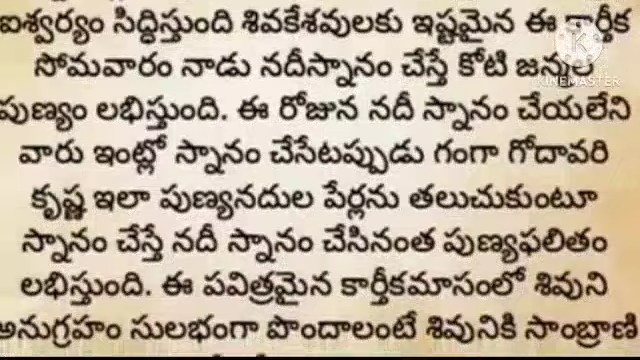 ఐశ్వర్యం సిద్ధిస్తుంది శివకేశవులకు ఇష్టమైన ఈ కార్తీక
సోమవారం నాడు నదీస్నానం చేస్తే కోటి జన్మల
పుణ్యం లభిస్తుంది. ఈ రోజున నదీ స్నానం చేయలేని
వారు ఇంట్లో స్నానం చేసేటప్పుడు గంగా గోదావరి
కృష్ణ ఇలా పుణ్యనదుల పేర్లను తలుచుకుంటూ
స్నానం చేస్తే నదీ స్నానం చేసినంత పుణ్యఫలితం
లభిస్తుంది. ఈ పవిత్రమైన కార్తీకమాసంలో శివుని
అనుగ్రహం సులభంగా పొందాలంటే శివునికి సాంబ్రాణి
KINEMASTER